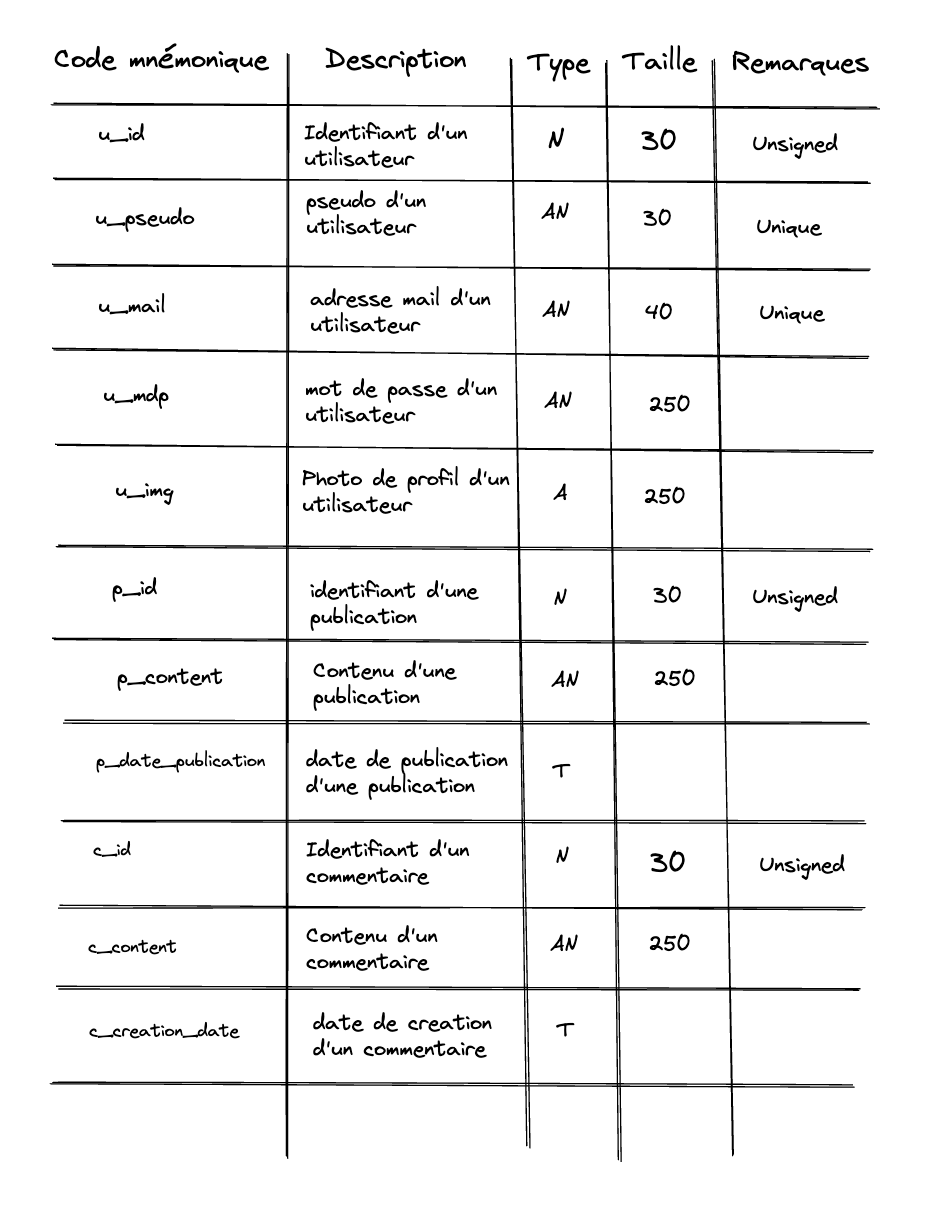 Code mnémonique Description Type Taille Remarques
u_id Identifiant d'un utilisateur N 30 Unsigned
u_pseudo pseudo d'un utilisateur AN 30 Unique
u_mail adresse mail d'un utilisateur AN 40 Unique
u_mdp mot de passe d'un utilisateur AN 250
u_img Photo de profil d'un utilisateur A 250
p_id identifiant d'une publication N 30 Unsigned
p_content Contenu d'une publication AN 250
p_date_publication date de publication d'une publication T
c_id Identifiant d'un commentaire N 30 Unsigned
c_content Contenu d'un commentaire AN 250
c_creation_date date de creation d'un commentaire T